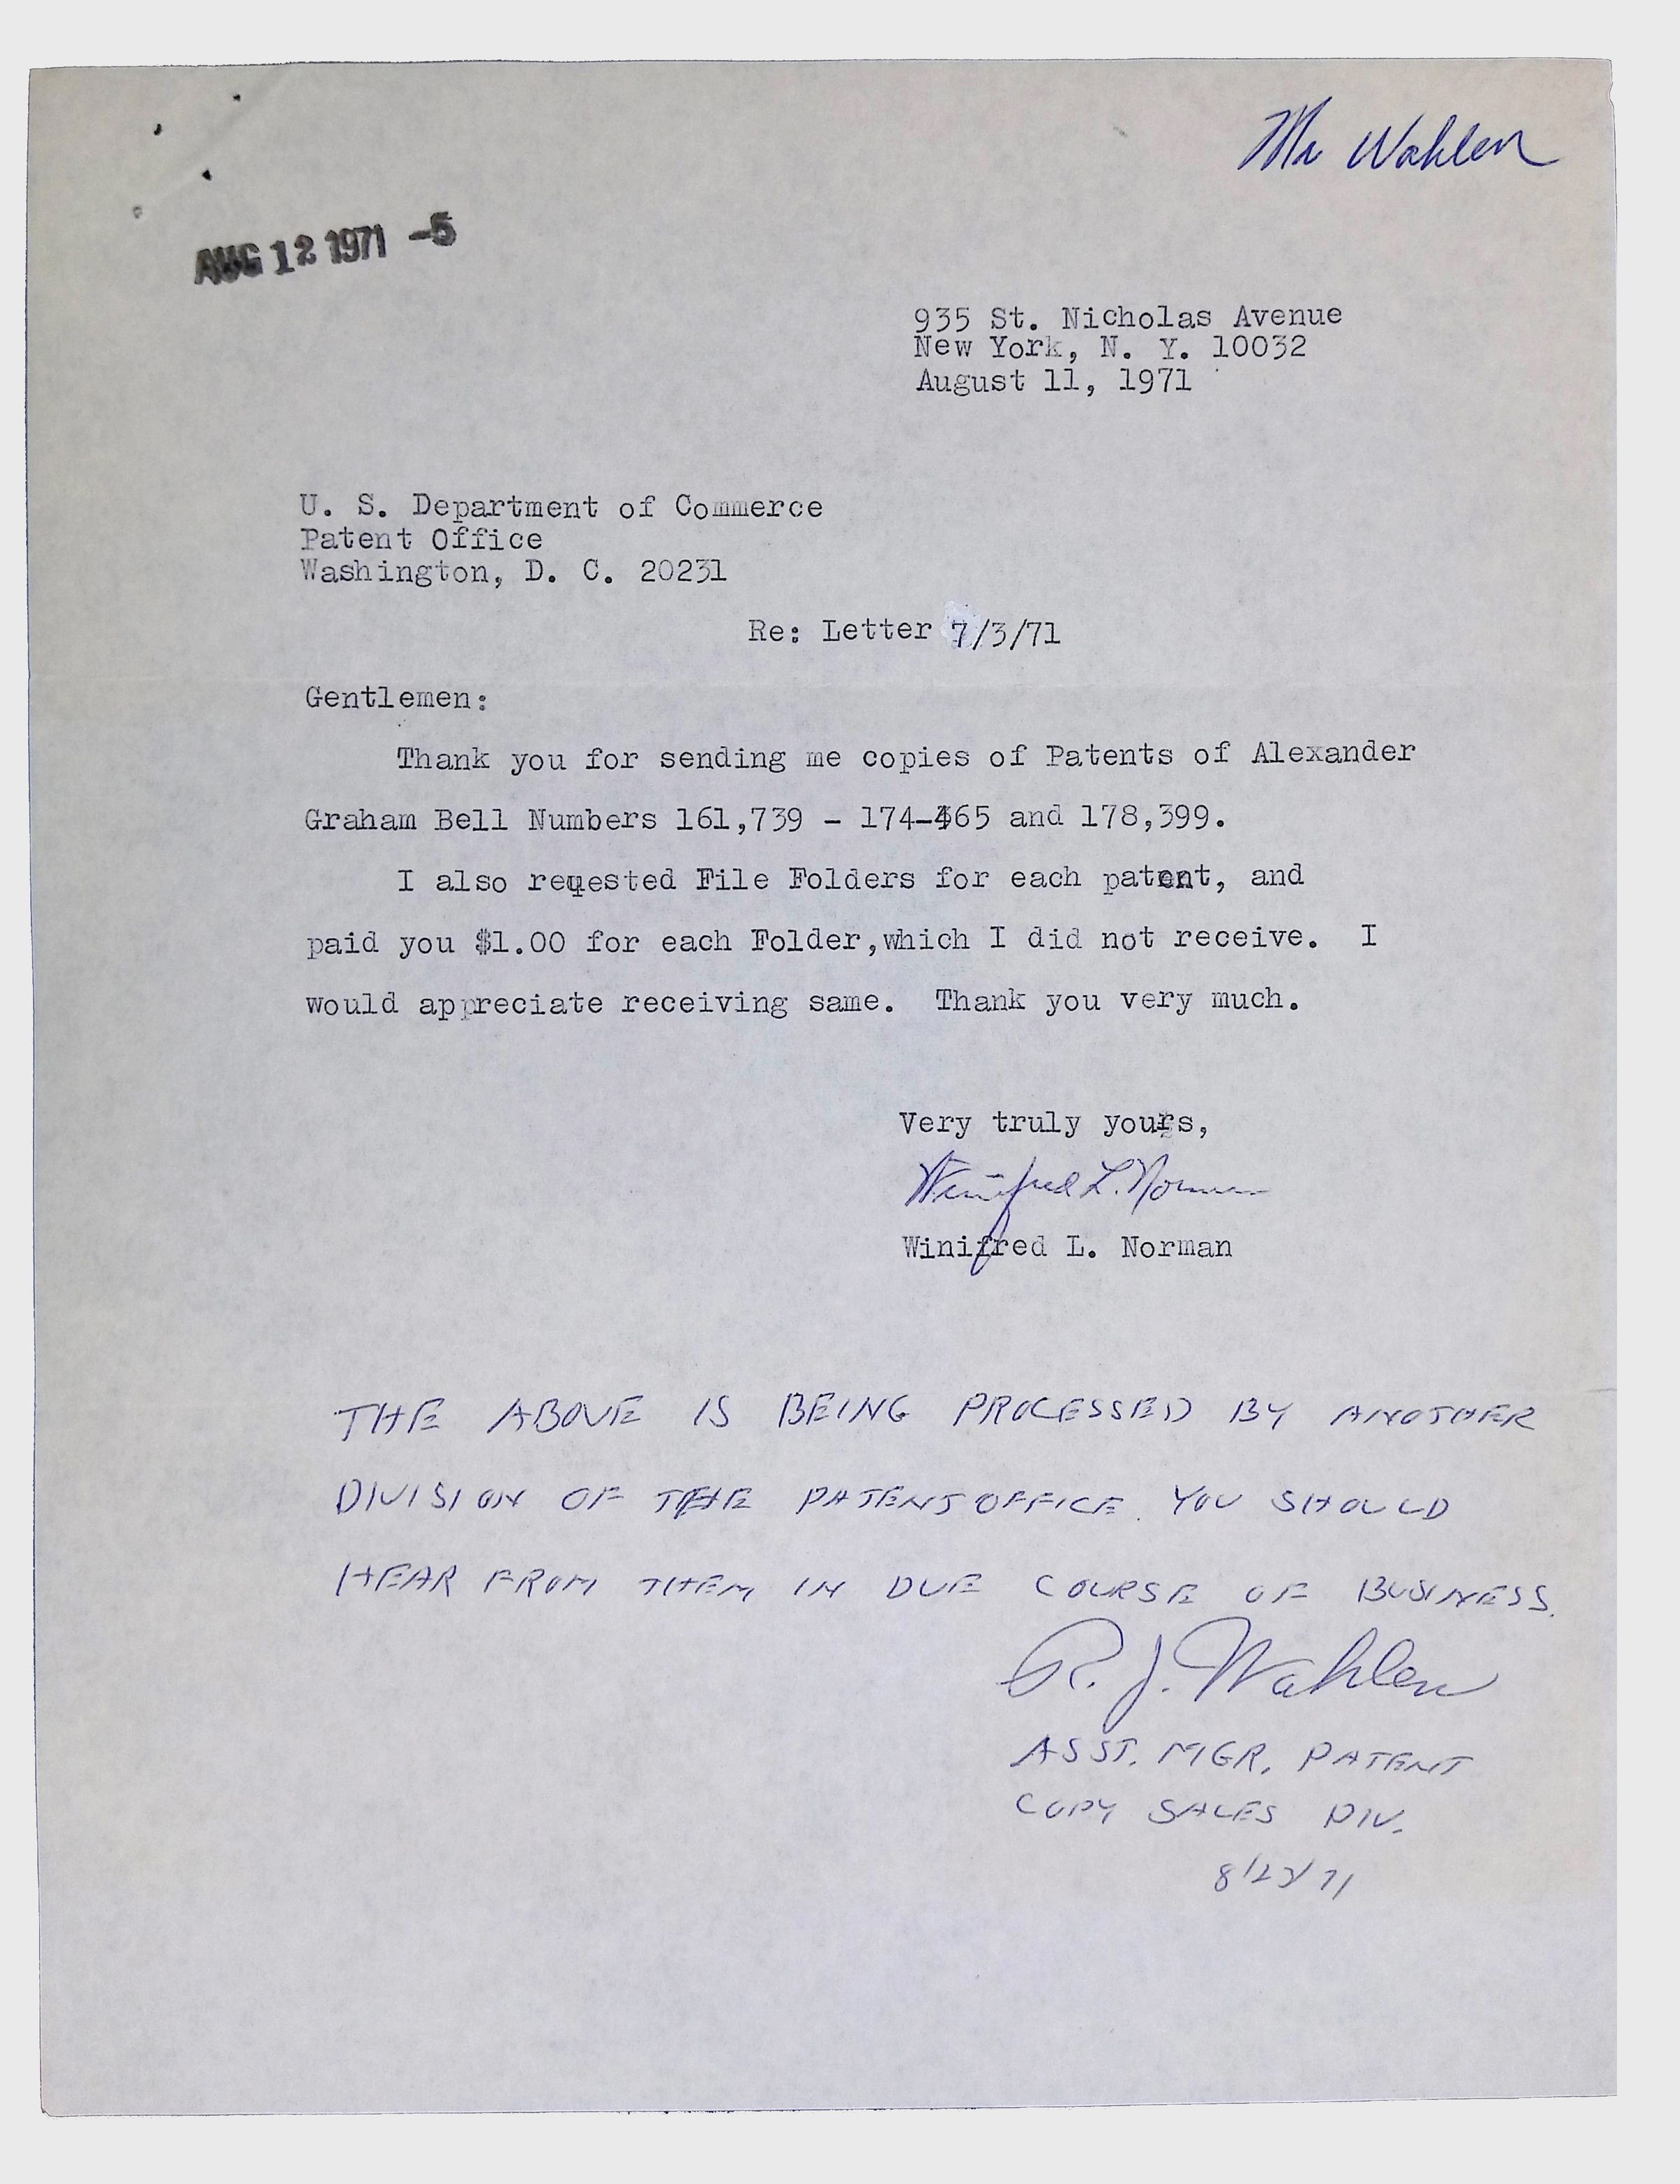 Mr Wahlen
AUG 12 1971 -5
935 St. Nicholas Avenue
New York, N. Y. 10032
August 11, 1971
U. S. Department of Commerce
Patent Office
Washington, D. C. 20231
Re: Letter 7/3/71
Gentlemen:
Thank you for sending me copies of Patents of Alexander
Graham Bell Numbers 161,739 - 174-465 and 178,399.
I also reqested File Folders for each patent, and
paid you $1.00 for each Folder,which I did not receive. I
would appreciate receiving same. Thank you very much.
Very truly yours,
Winifred L. Norman
Winifred L. Norman
THE ABOVE IS BEING PROCESSED BY ANOTHER
DIVISION OF THE PATENT OFFICE. YOU SHOULD
HEAR FROM THEM IN DUE COURSE OF BUSINESS.
R. J. Wahlen
ASST. MGR. PATENT
COPY SALES DIV.
8/23/71